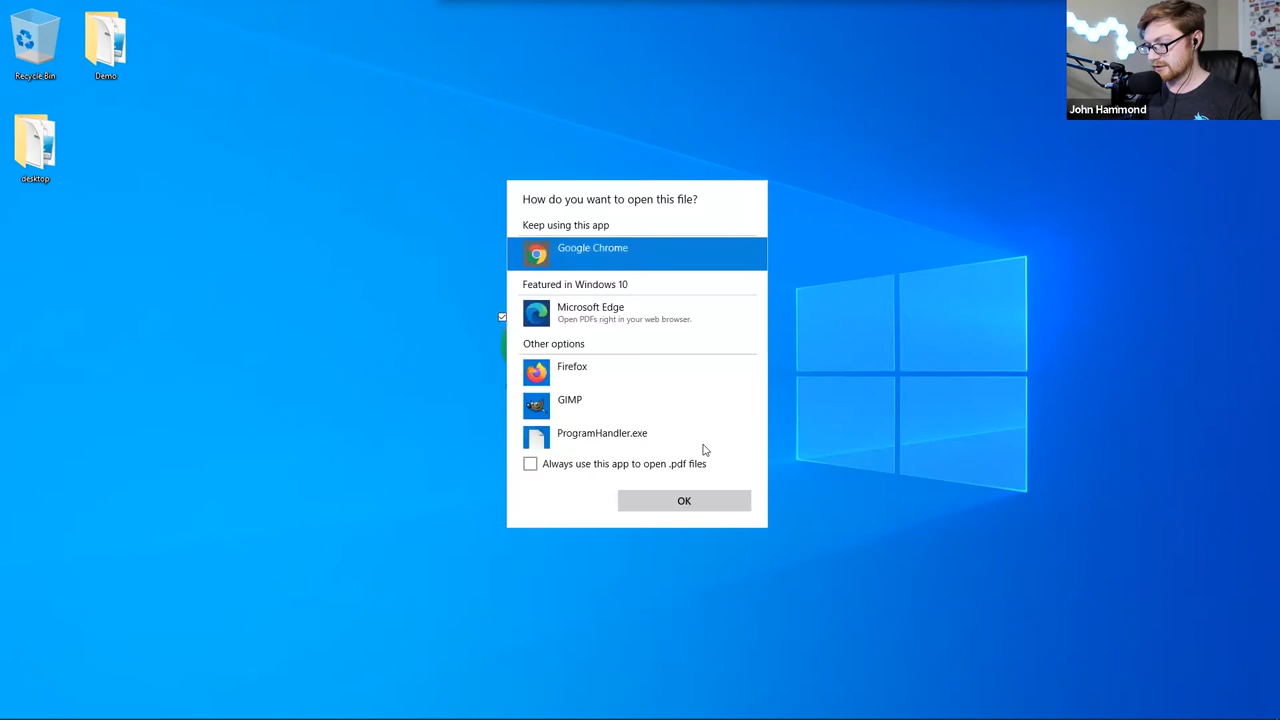 Recycle Bin
Demo
desktop
John Hammond
How do you want to open this file?
Keep using this app
Google Chrome
Featured in Windows 10
Microsoft Edge
Open PDFs right in your web browser.
Other options
Firefox
GIMP
ProgramHandler.exe
Always use this app to open .pdf files
OK